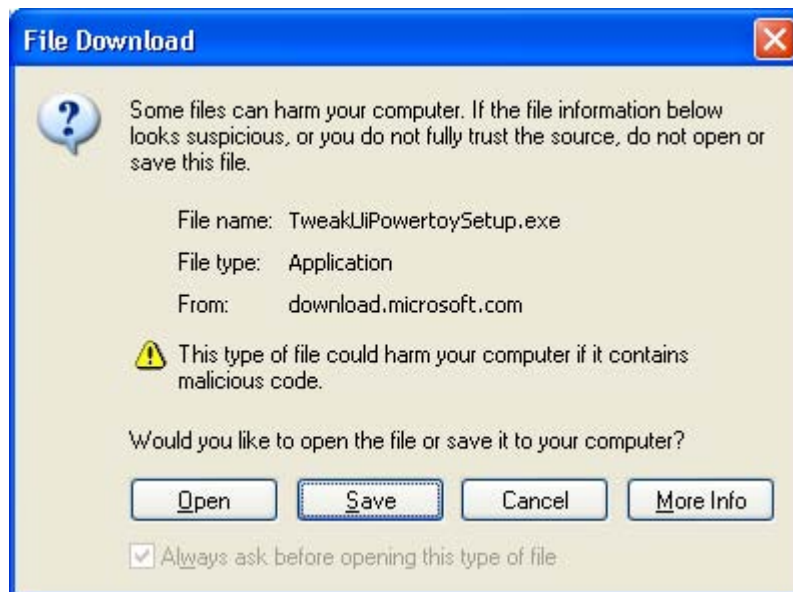 File Download
Some files can harm your computer. If the file information below
looks suspicious, or you do not fully trust the source, do not open or
save this file.
File name: TweakUiPowertoySetup.exe
File type: Application
From: download.microsoft.com
This type of file could harm your computer if it contains
malicious code.
Would you like to open the file or save it to your computer?
Open Save Cancel More Info
Always ask before opening this type of file